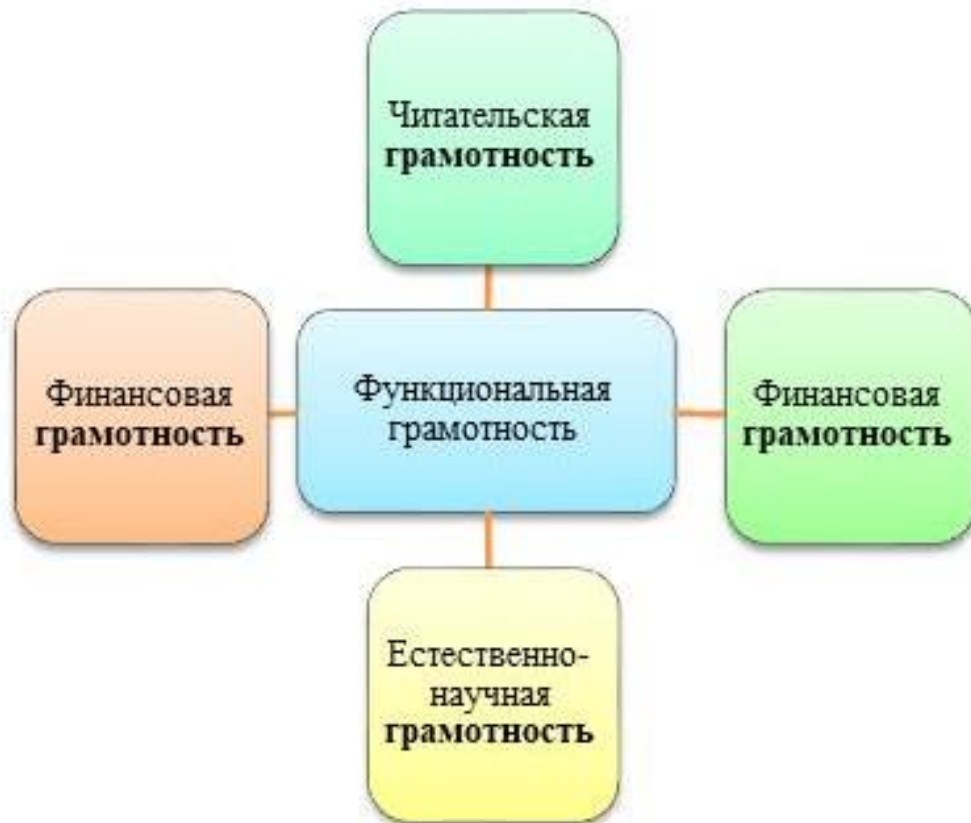 Читательская
грамотность
Финансовая
грамотность
Функциональная
грамотность
Финансовая
грамотность
Естественно-
научная
грамотность